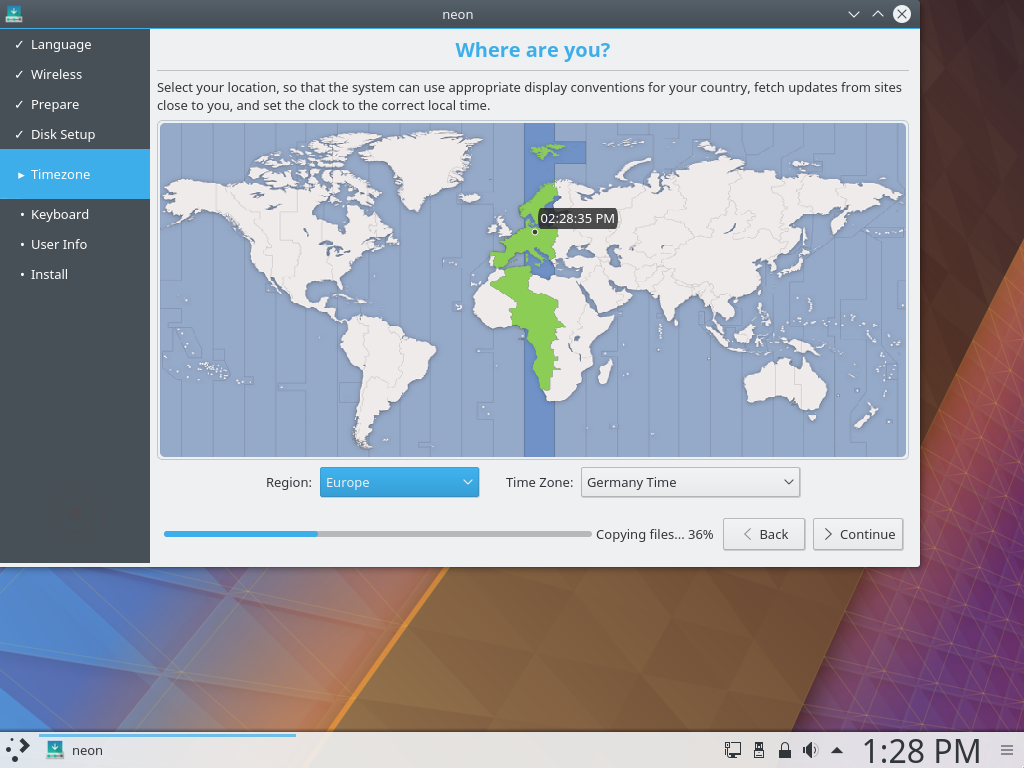 neon
✓ Language
✓ Wireless
✓ Prepare
✓ Disk Setup
▸ Timezone
• Keyboard
• User Info
• Install
Where are you?
Select your location, so that the system can use appropriate display conventions for your country, fetch updates from sites
close to you, and set the clock to the correct local time.
02:28:35 PM
Region: Europe Time Zone: Germany Time
Copying files... 36% Back Continue
neon 1:28 PM